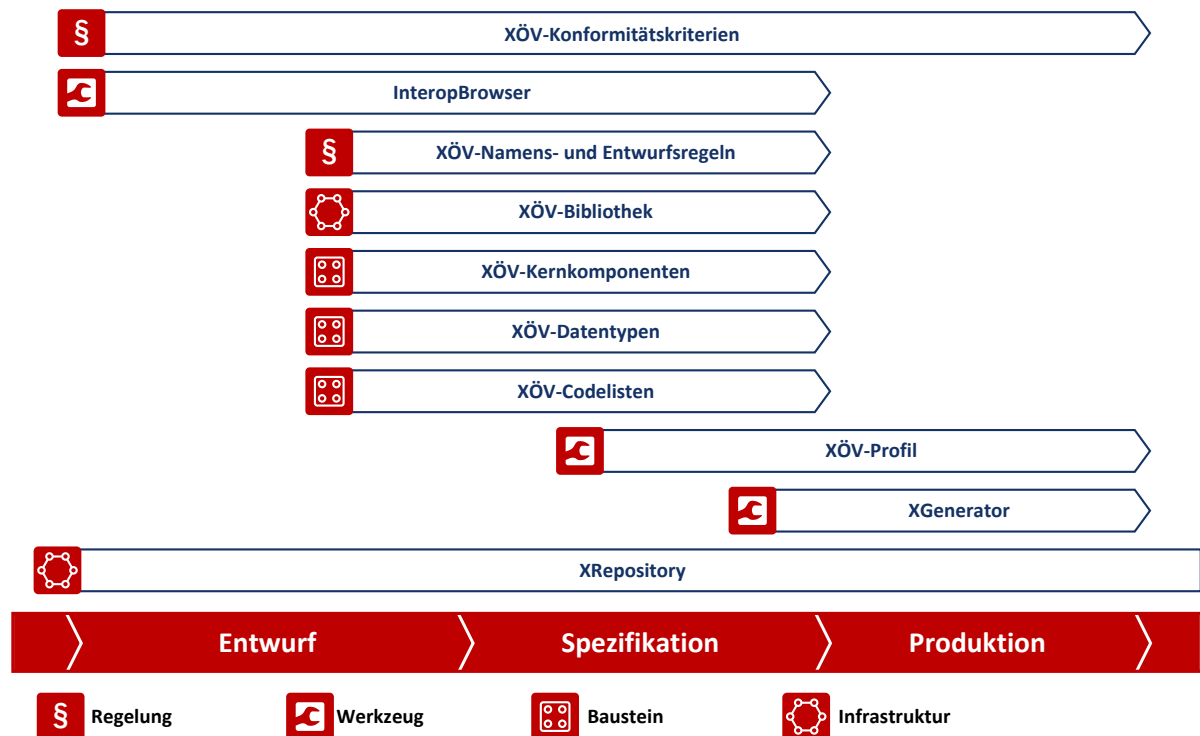 § XÖV-Konformitätskriterien
InteropBrowser
§ XÖV-Namens- und Entwurfsregeln
XÖV-Bibliothek
XÖV-Kernkomponenten
XÖV-Datentypen
XÖV-Codelisten
XÖV-Profil
XGenerator
XRepository
Entwurf Spezifikation Produktion
§ Regelung Werkzeug Baustein Infrastruktur